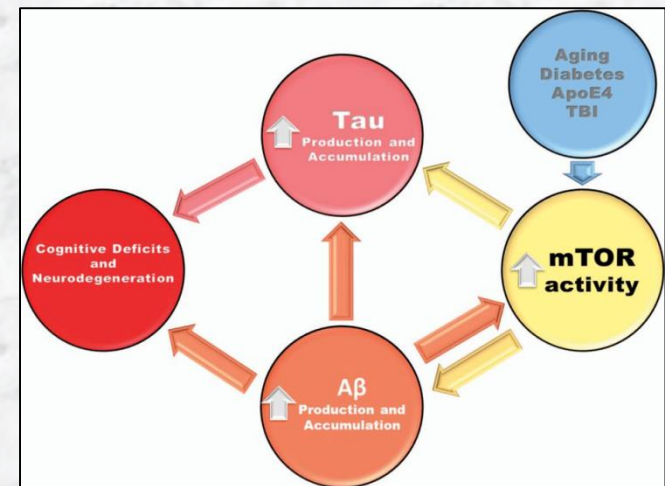 Aging
Diabetes
ApoE4
TBI
Tau
Production and
Accumulation
Cognitive Deficits
and
Neurodegeneration
mTOR
activity
Aβ
Production and
Accumulation